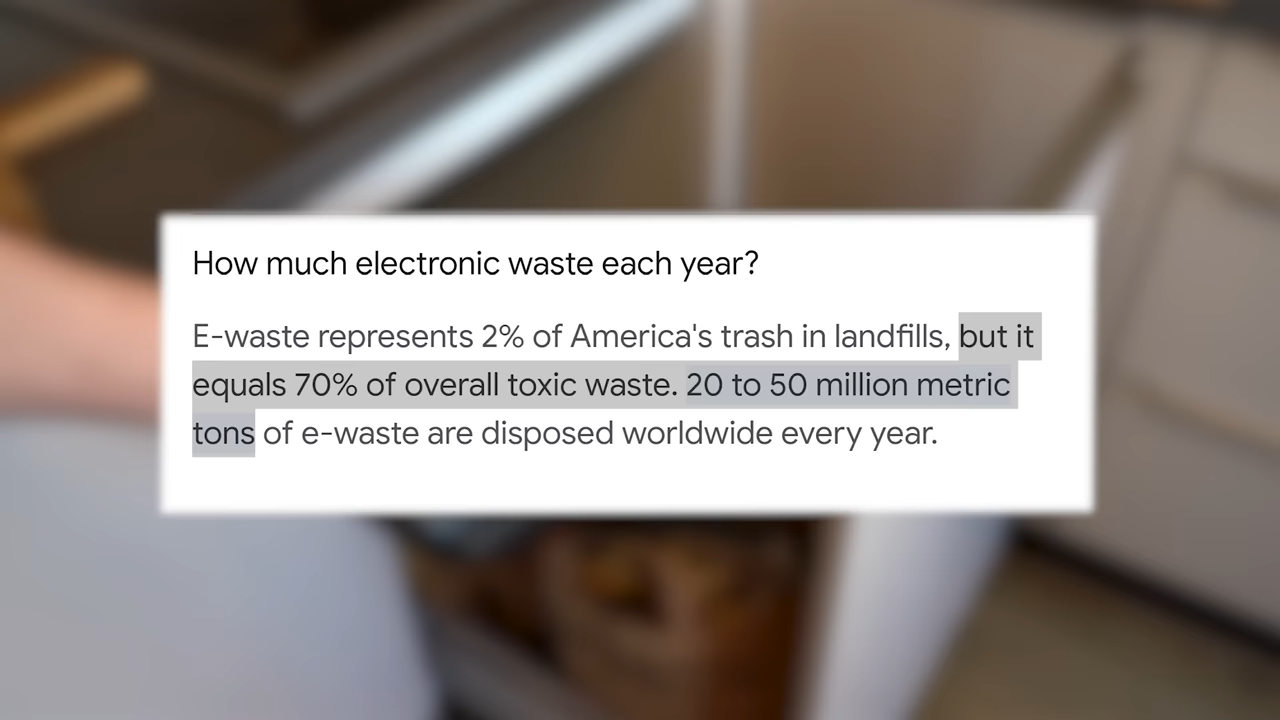 How much electronic waste each year?
E-waste represents 2% of America's trash in landfills, but it
equals 70% of overall toxic waste. 20 to 50 million metric
tons of e-waste are disposed worldwide every year.